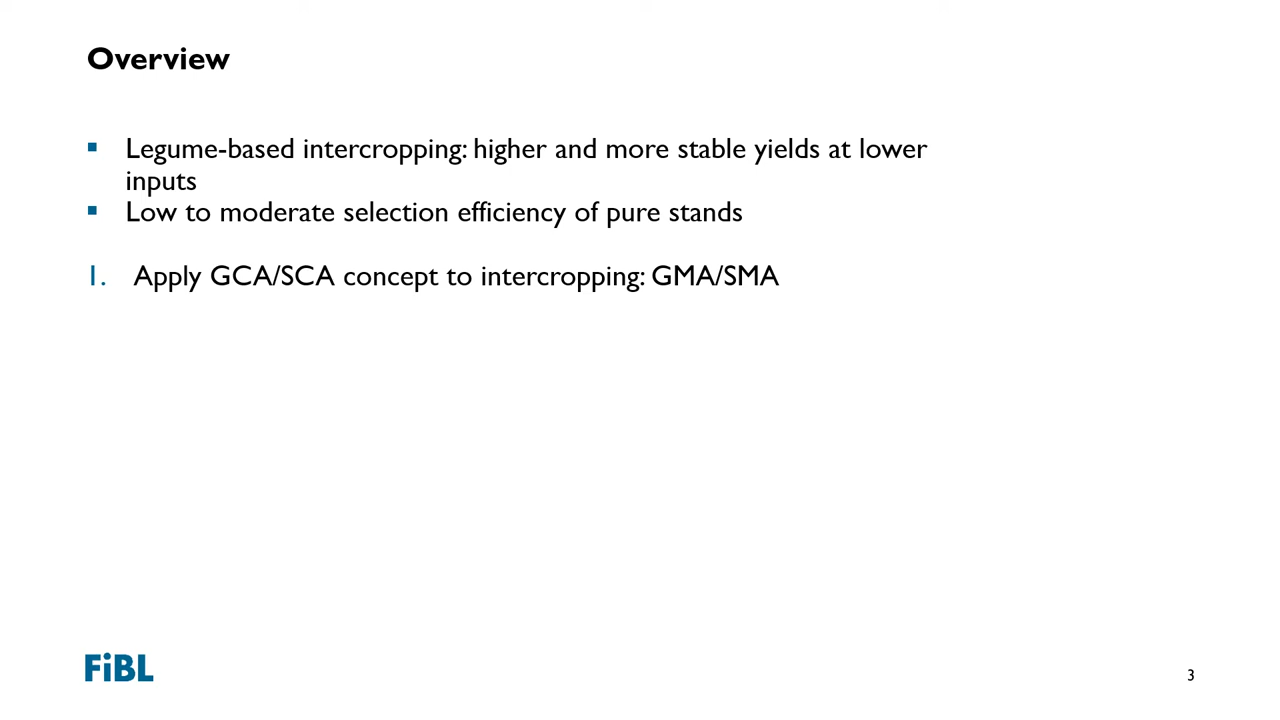 Overview
▪ Legume-based intercropping: higher and more stable yields at lower
inputs
▪ Low to moderate selection efficiency of pure stands
1. Apply GCA/SCA concept to intercropping: GMA/SMA
FiBL
3